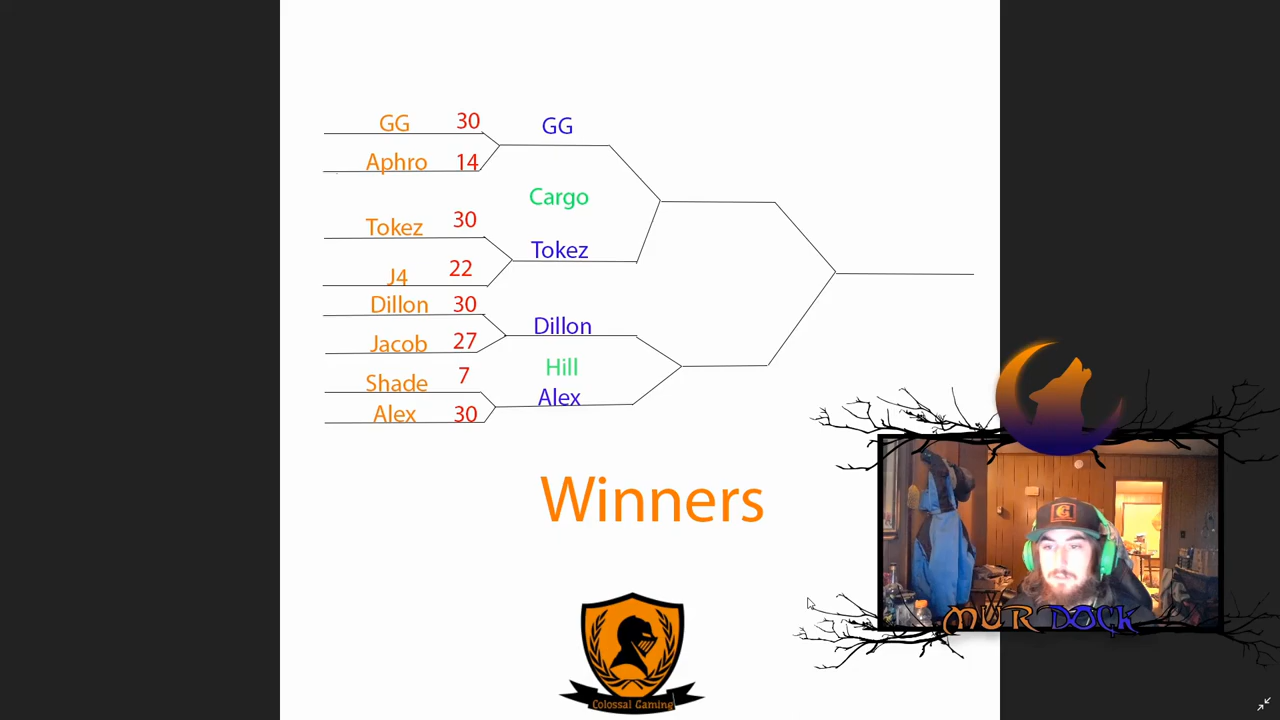 GG 30
Aphro 14
Tokez 30
J4 22
Dillon 30
Jacob 27
Shade 7
Alex 30
GG
Cargo
Tokez
Dillon
Hill
Alex
Winners
Colossal Gaming
MURDOCK
G